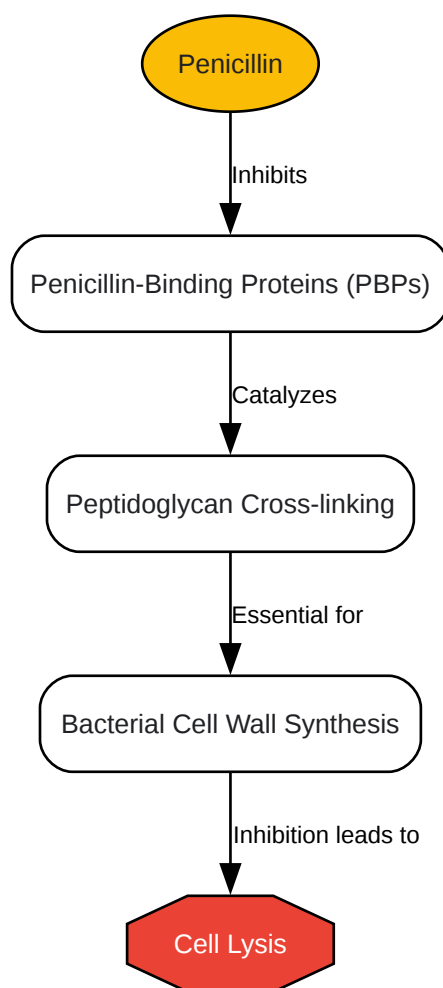 Penicillin
Inhibits
Penicillin-Binding Proteins (PBPs)
Catalyzes
Peptidoglycan Cross-linking
Essential for
Bacterial Cell Wall Synthesis
Inhibition leads to
Cell Lysis